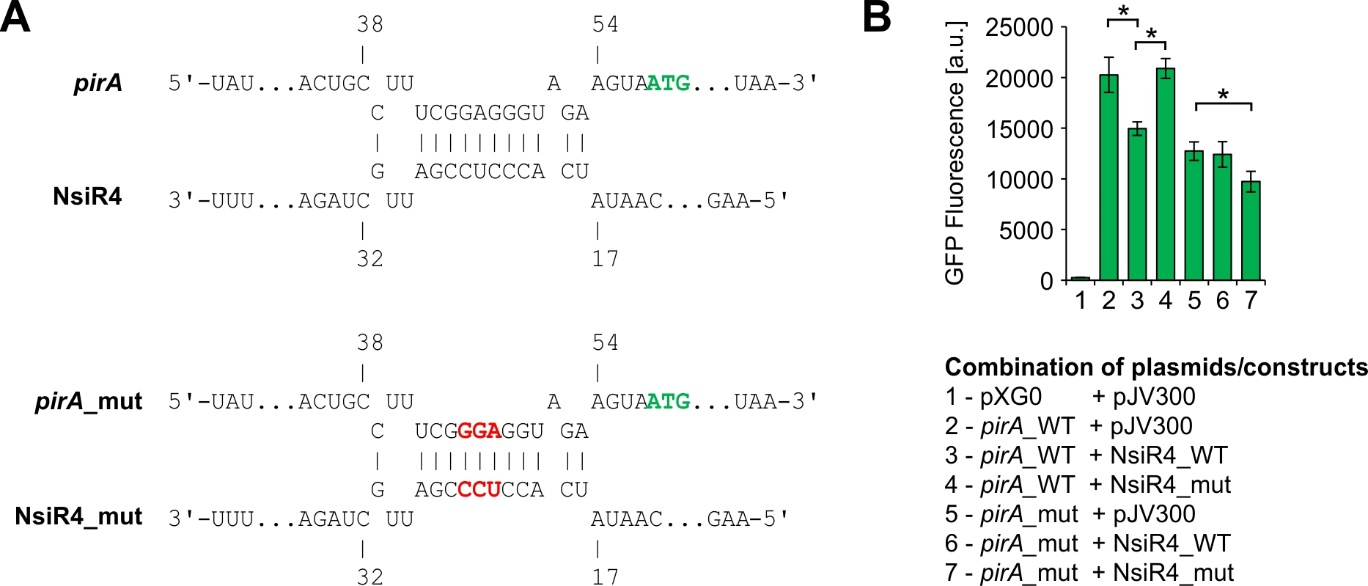 A
38 54
pirA 5'-UAU...ACUGC UU A AGUAATG...UAA-3'
C UCGGAGGGU GA
G AGCCUCCCA CU
NsiR4 3'-UUU...AGAUC UU AUAAC...GAA-5'
32 17
38 54
pirA_mut 5'-UAU...ACUGC UU A AGUAATG...UAA-3'
C UCGGGAGGU GA
G AGCCCUCCA CU
NsiR4_mut 3'-UUU...AGAUC UU AUAAC...GAA-5'
32 17
B
GFP Fluorescence [a.u.]
25000
20000
15000
10000
5000
0
* * *
1 2 3 4 5 6 7
Combination of plasmids/constructs
1 - pXG0 + pJV300
2 - pirA_WT + pJV300
3 - pirA_WT + NsiR4_WT
4 - pirA_WT + NsiR4_mut
5 - pirA_mut + pJV300
6 - pirA_mut + NsiR4_WT
7 - pirA_mut + NsiR4_mut